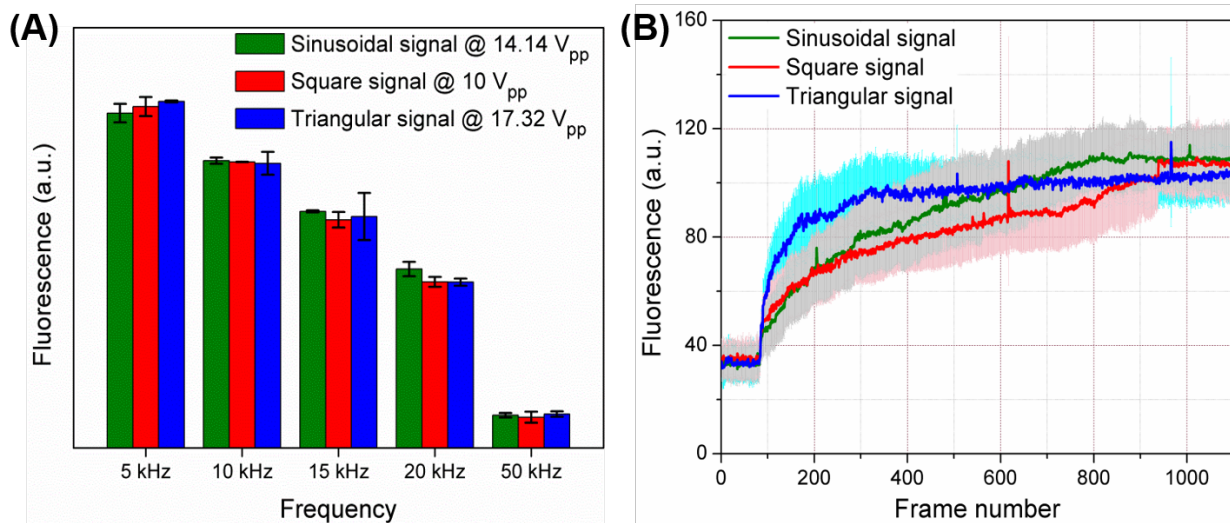 (A)
Sinusoidal signal @ 14.14 Vpp
Square signal @ 10 Vpp
Triangular signal @ 17.32 Vpp
Fluorescence (a.u.)
5 kHz 10 kHz 15 kHz 20 kHz 50 kHz
Frequency
(B)
160
120
80
40
0
Sinusoidal signal
Square signal
Triangular signal
Fluorescence (a.u.)
0 200 400 600 800 1000
Frame number